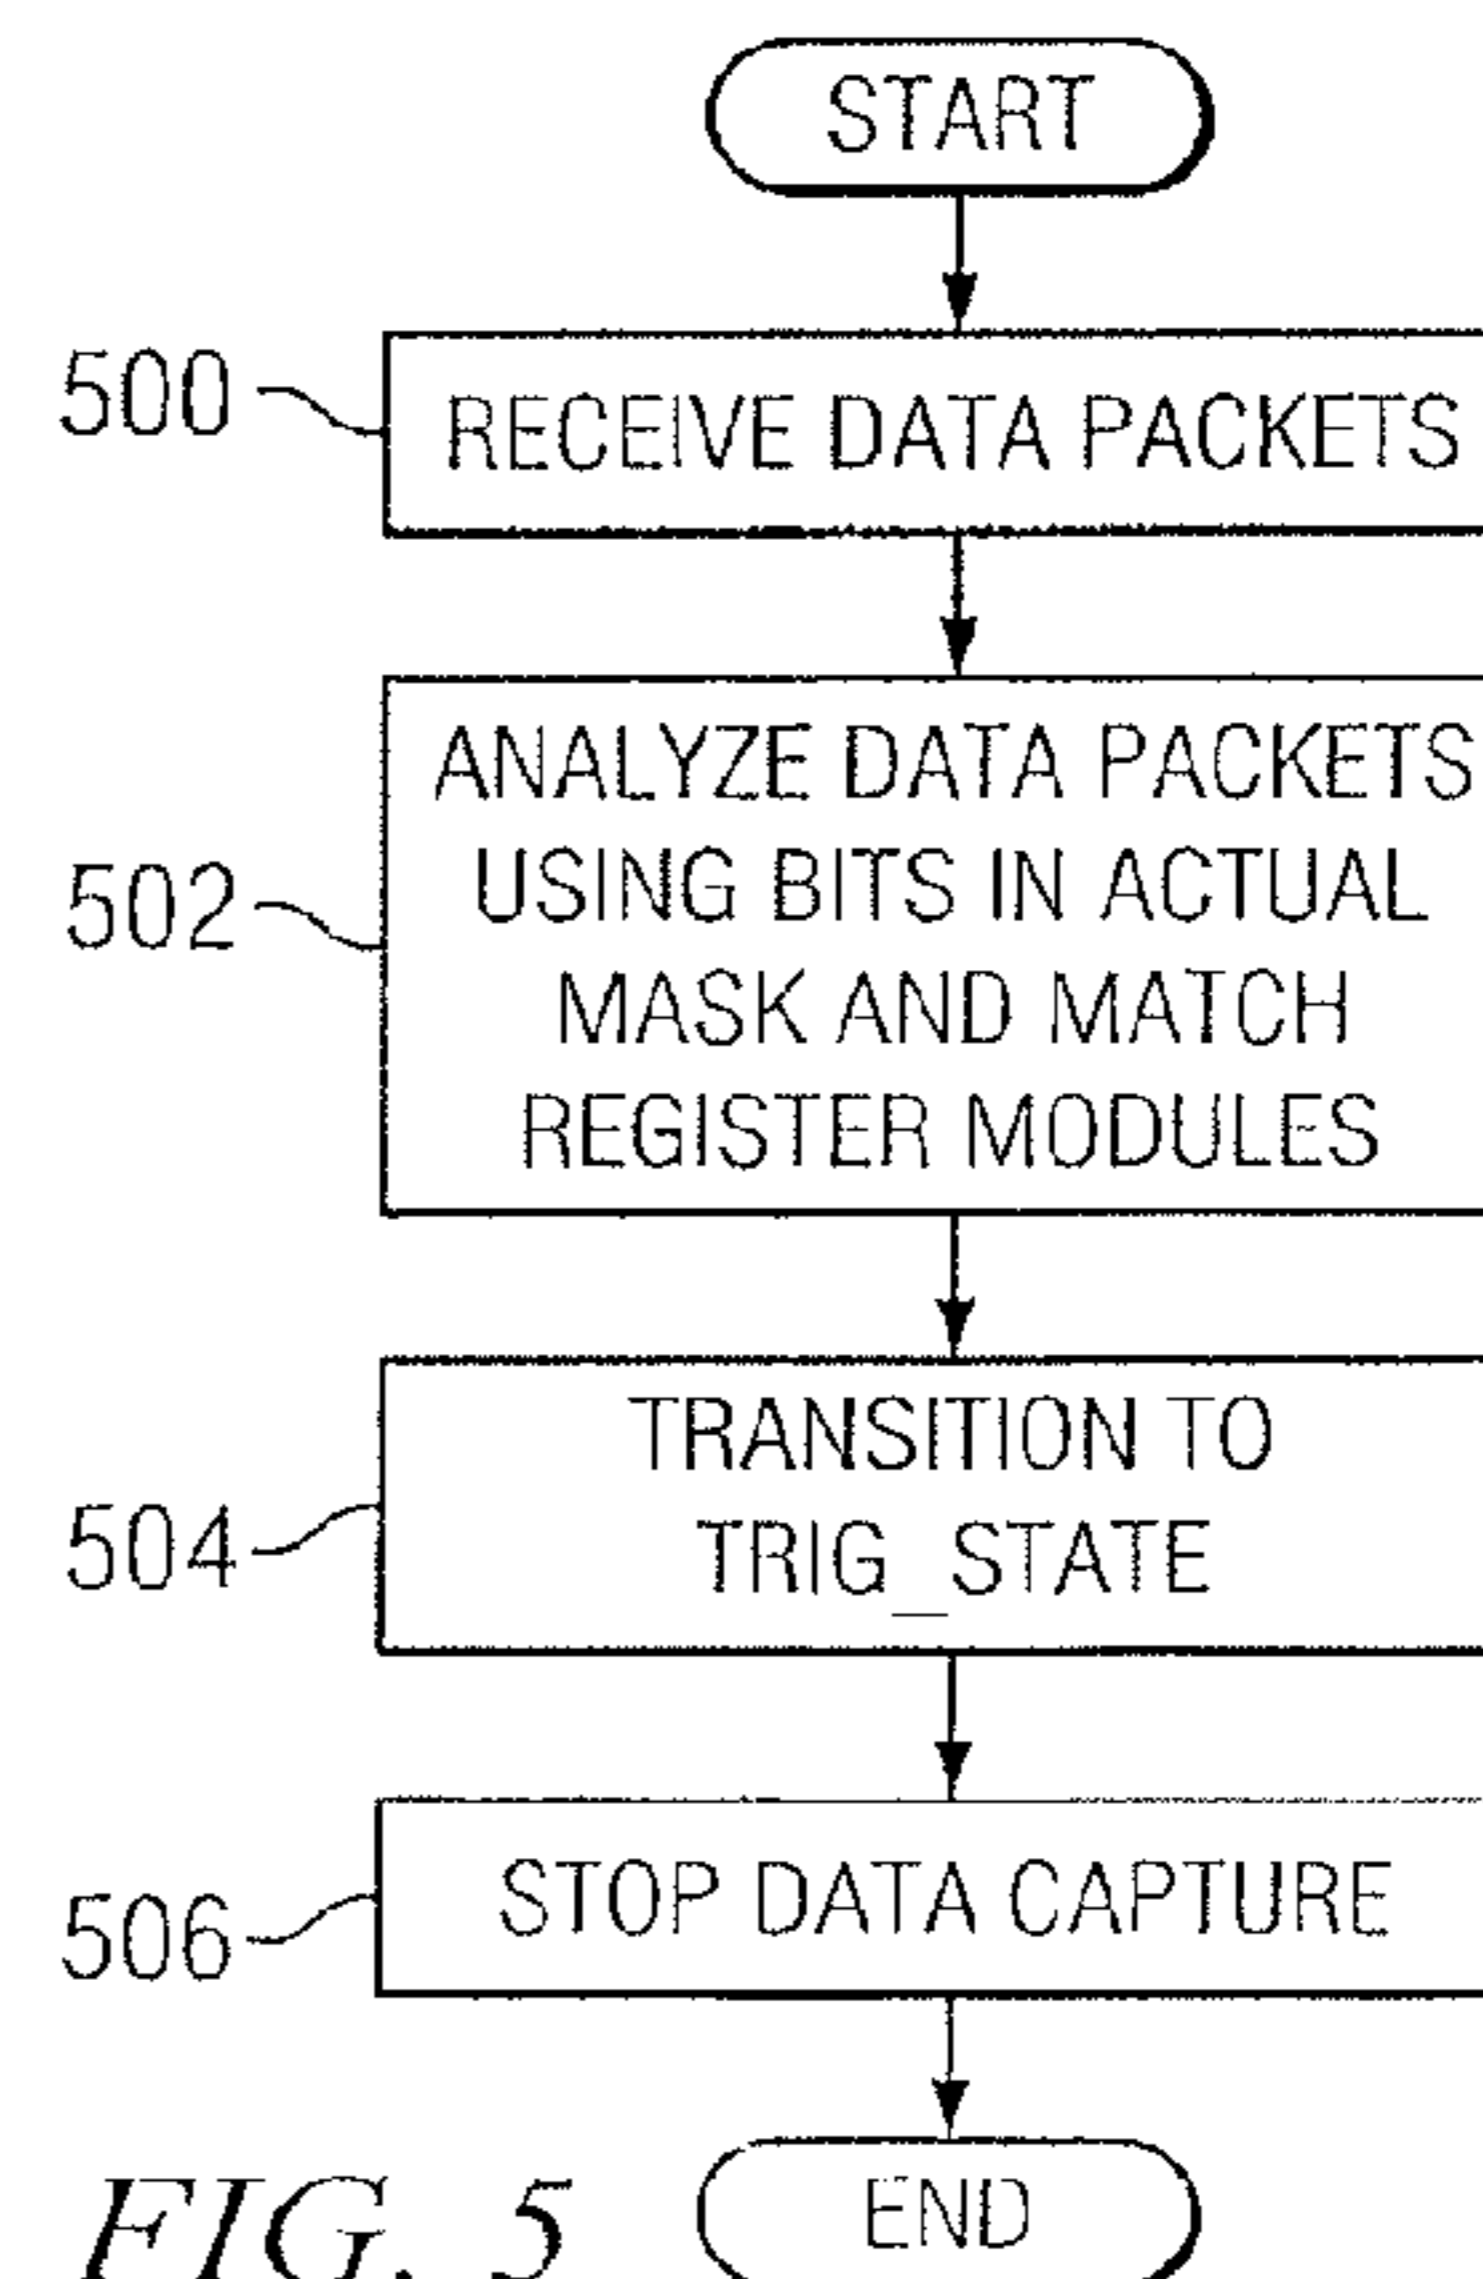 START
500
RECEIVE DATA PACKETS
502
ANALYZE DATA PACKETS
USING BITS IN ACTUAL
MASK AND MATCH
REGISTER MODULES
504
TRANSITION TO
TRIG_STATE
506
STOP DATA CAPTURE
END
FIG. 5